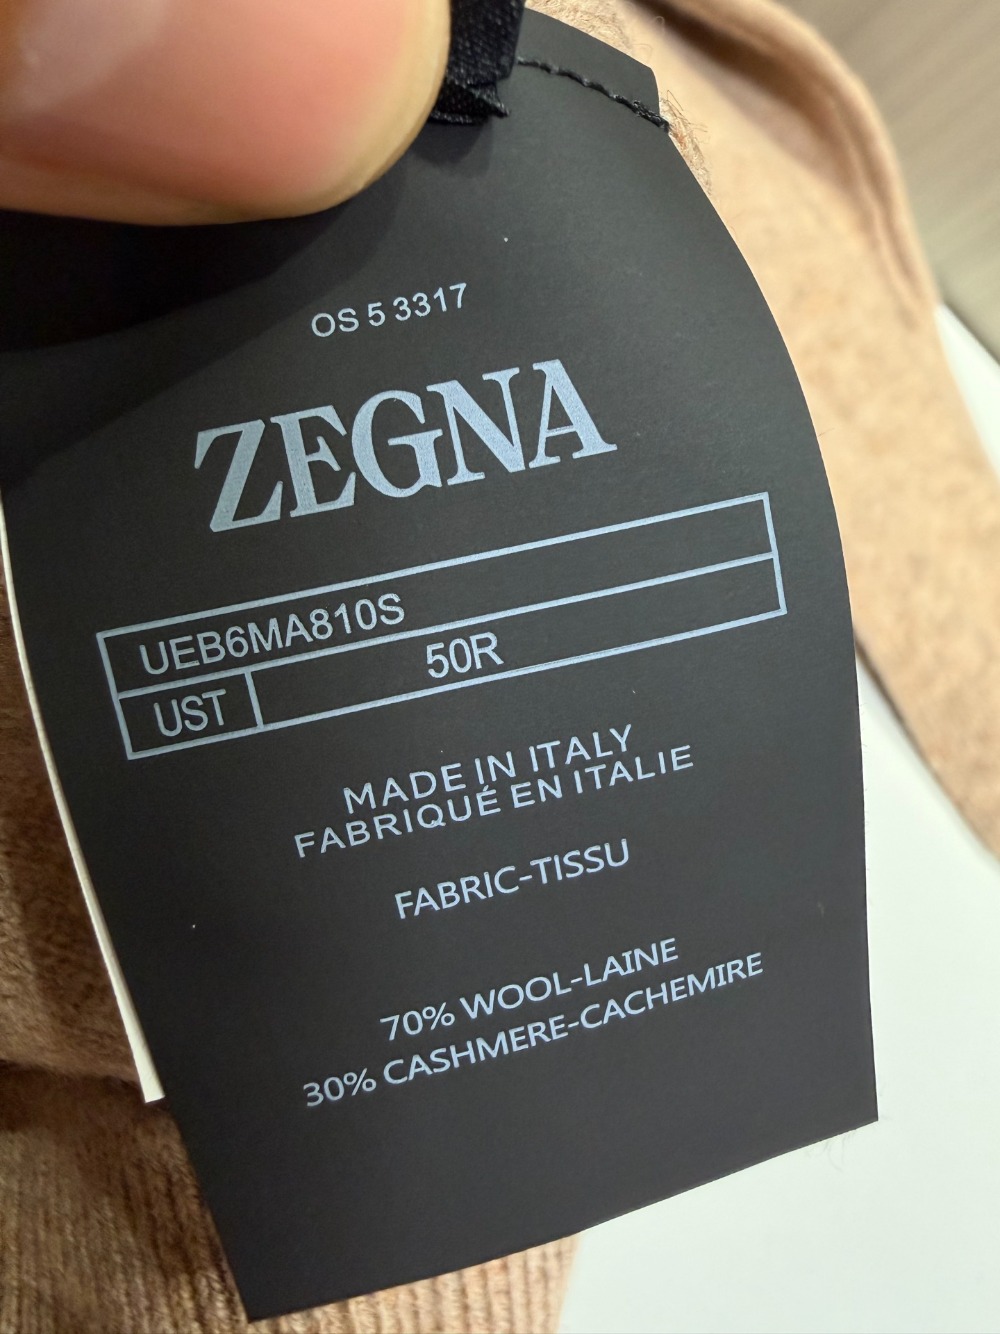 OS 5 3317
ZEGNA
UEB6MA810S
UST 50R
MADE IN ITALY
FABRIQUÉ EN ITALIE
FABRIC-TISSU
70% WOOL-LAINE
30% CASHMERE-CACHEMIRE